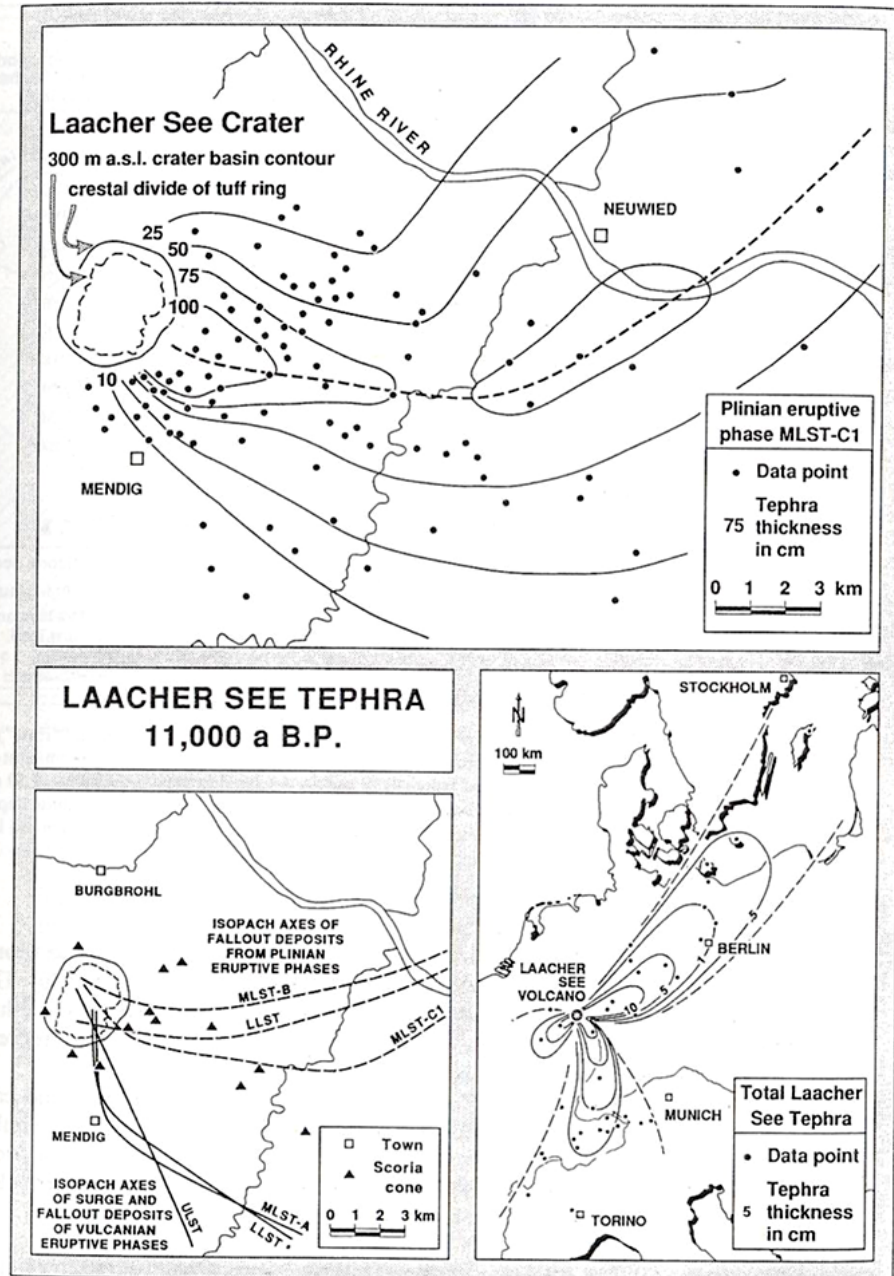 RHINE RIVER
Laacher See Crater
300 m a.s.l. crater basin contour
crestal divide of tuff ring
25
50
75
100
10
NEUWIED
MENDIG
Plinian eruptive
phase MLST-C1
Data point
75 Tephra
thickness
in cm
0 1 2 3 km
LAACHER SEE TEPHRA
11,000 a B.P.
BURGBROHL
ISOPACH AXES OF
FALLOUT DEPOSITS
FROM PLINIAN
ERUPTIVE PHASES
MLST-B
LLST
MLST-C1
MENDIG
ISOPACH AXES
OF SURGE AND
FALLOUT DEPOSITS
OF VULCANIAN
ERUPTIVE PHASES
ULST
MLST-A
LLST
Town
Scoria
cone
0 1 2 3 km
STOCKHOLM
N
100 km
.5
1
BERLIN
LAACHER
SEE
VOLCANO
5
10
MUNICH
TORINO
Total Laacher
See Tephra
Data point
5 Tephra
thickness
in cm